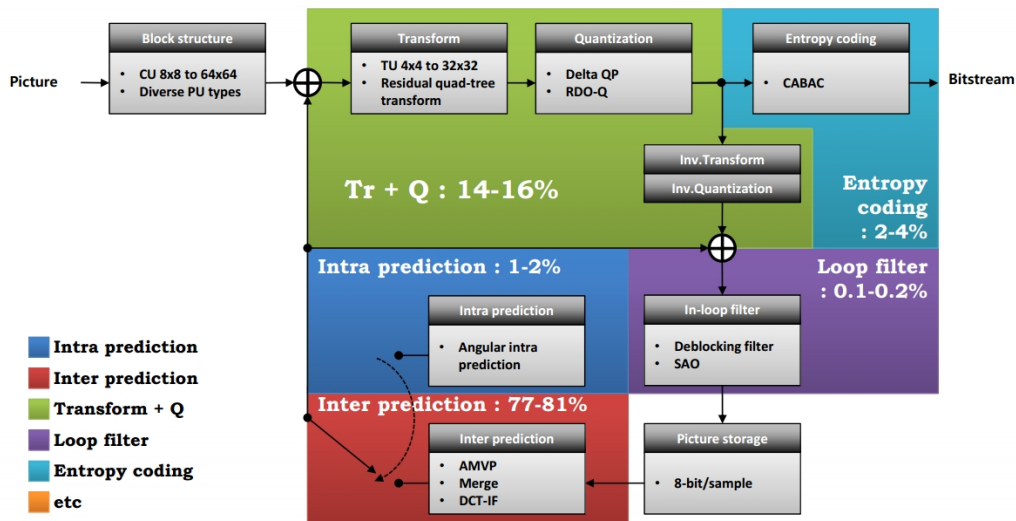 Block structure
• CU 8x8 to 64x64
• Diverse PU types
Transform
• TU 4x4 to 32x32
• Residual quad-tree
transform
Quantization
• Delta QP
• RDO-Q
Entropy coding
• CABAC
Picture
Bitstream
Inv.Transform
Inv.Quantization
Tr + Q : 14-16%
Entropy
coding
: 2-4%
Intra prediction : 1-2%
Loop filter
: 0.1-0.2%
Intra prediction
• Angular intra
prediction
In-loop filter
• Deblocking filter
• SAO
Inter prediction : 77-81%
Inter prediction
• AMVP
• Merge
• DCT-IF
Picture storage
• 8-bit/sample
Intra prediction
Inter prediction
Transform + Q
Loop filter
Entropy coding
etc